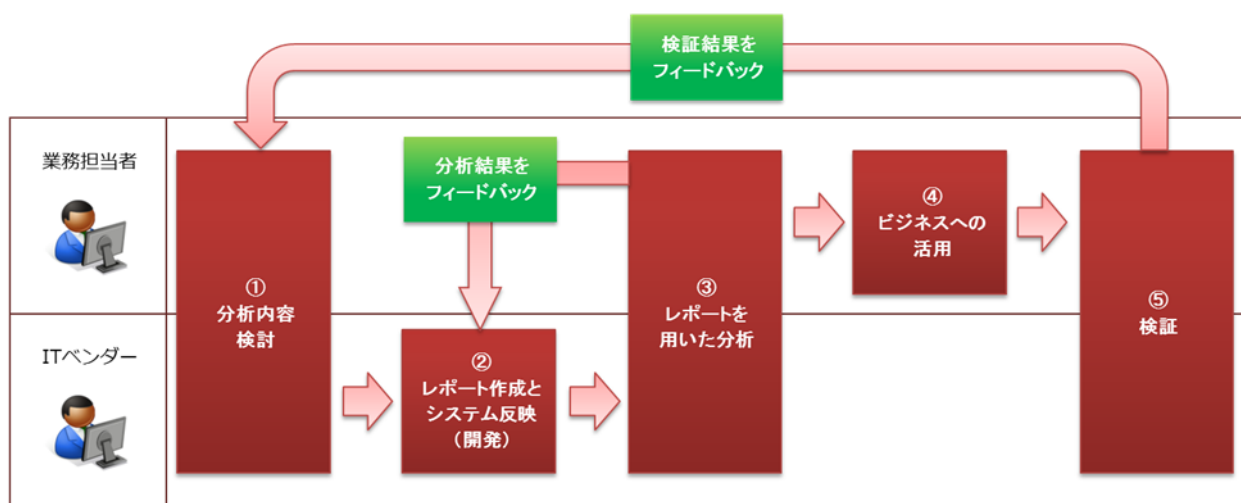 検証結果を
フィードバック
業務担当者
分析結果を
フィードバック
①
分析内容
検討
②
レポート作成と
システム反映
（開発）
③
レポートを
用いた分析
④
ビジネスへの
活用
⑤
検証
ITベンダー